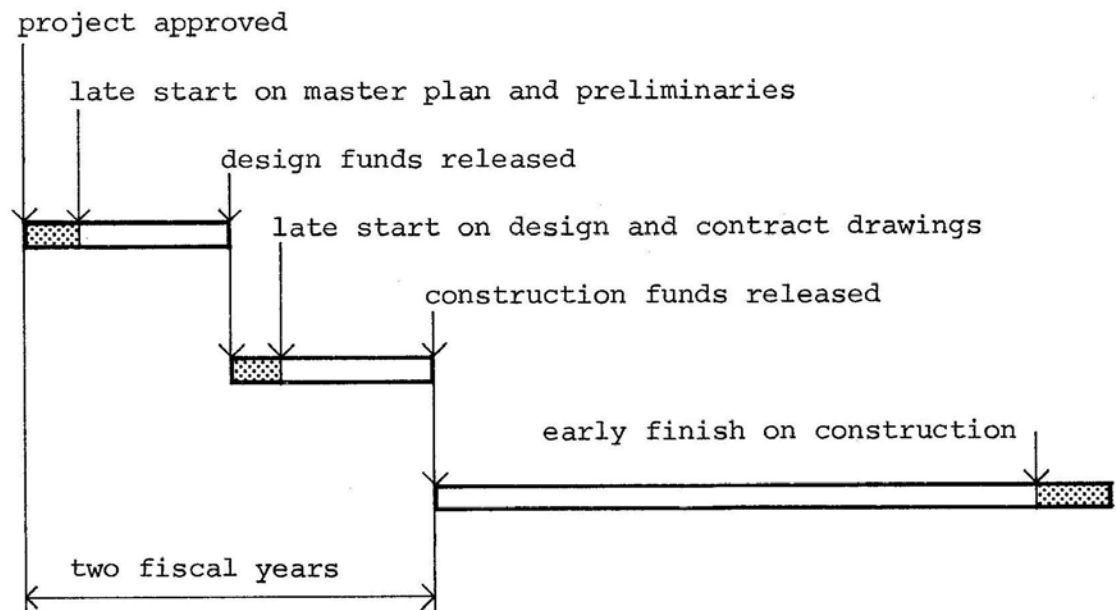 project approved
late start on master plan and preliminaries
design funds released
late start on design and contract drawings
construction funds released
early finish on construction
two fiscal years